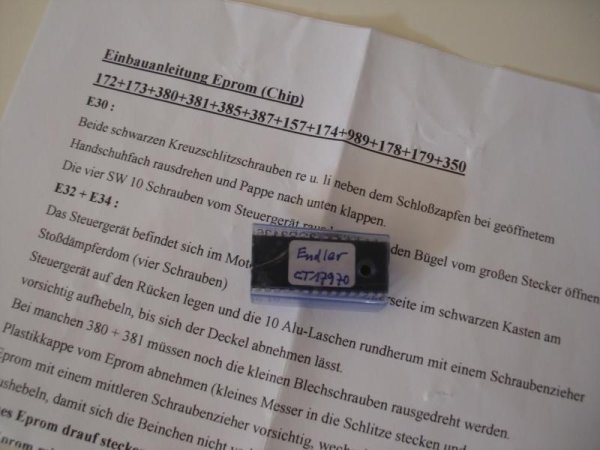 Einbauanleitung Eprom (Chip)
172+173+380+381+385+387+157+174+989+178+179+350
E30 :
Beide schwarzen Kreuzschlitzschrauben re u. li neben dem Schloßzapfen bei geöffnetem
Handschuhfach rausdrehen und Pappe nach unten klappen.
Die vier SW 10 Schrauben vom Steuergerät den Bügel vom großen Stecker öffnen
E32 + E34 :
Das Steuergerät befindet sich im rseite im schwarzen Kasten am
Stoßdämpferdom (vier Schrauben)
Steuergerät auf den Rücken legen und die 10 Alu-Laschen rundherum mit einem Schraubenzieher
vorsichtig aufhebeln, bis sich der Deckel abnehmen lässt.
Bei manchen 380 + 381 müssen noch die kleinen Blechschrauben rausgedreht werden.
Plastikkappe vom Eprom abnehmen (kleines Messer in die Schlitze stecken und
Eprom mit einem mittleren Schraubenzieher vorsichtig,
ushebeln, damit sich die Beinchen nicht
es Eprom drauf
Endler
CT17970